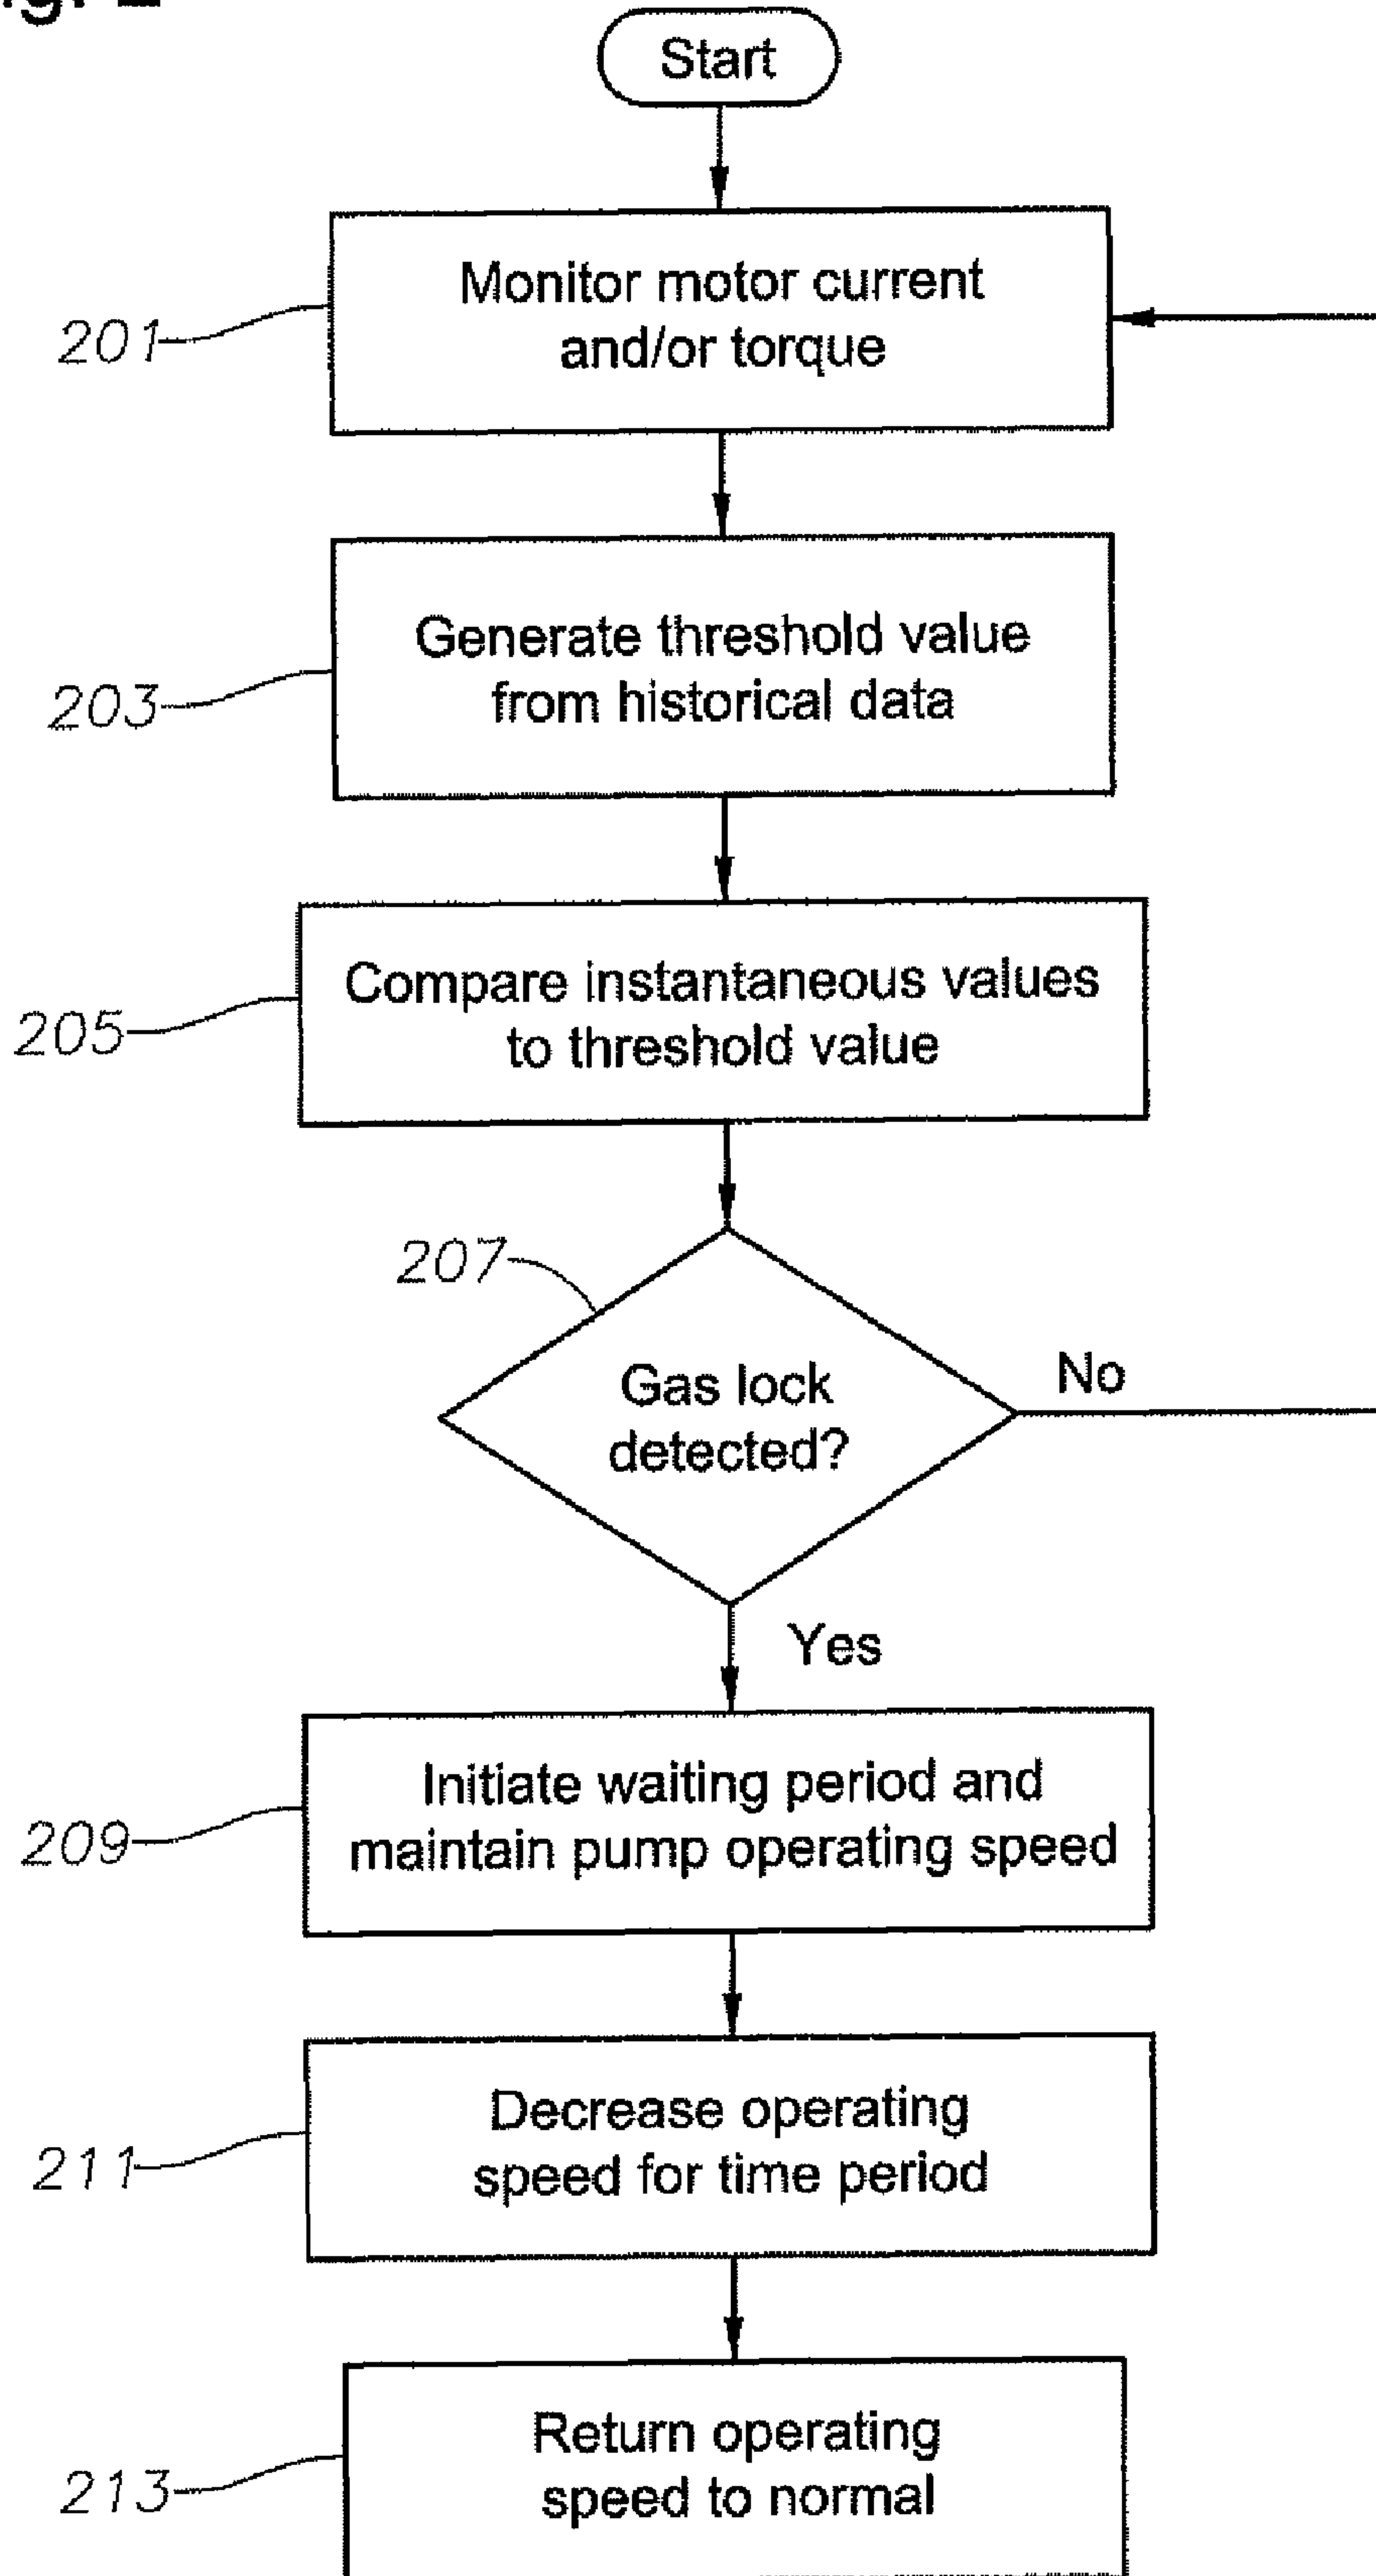 Start
Monitor motor current
and/or torque
201
Generate threshold value
from historical data
203
Compare instantaneous values
to threshold value
205
207
Gas lock
detected?
No
Yes
Initiate waiting period and
maintain pump operating speed
209
Decrease operating
speed for time period
211
Return operating
speed to normal
213